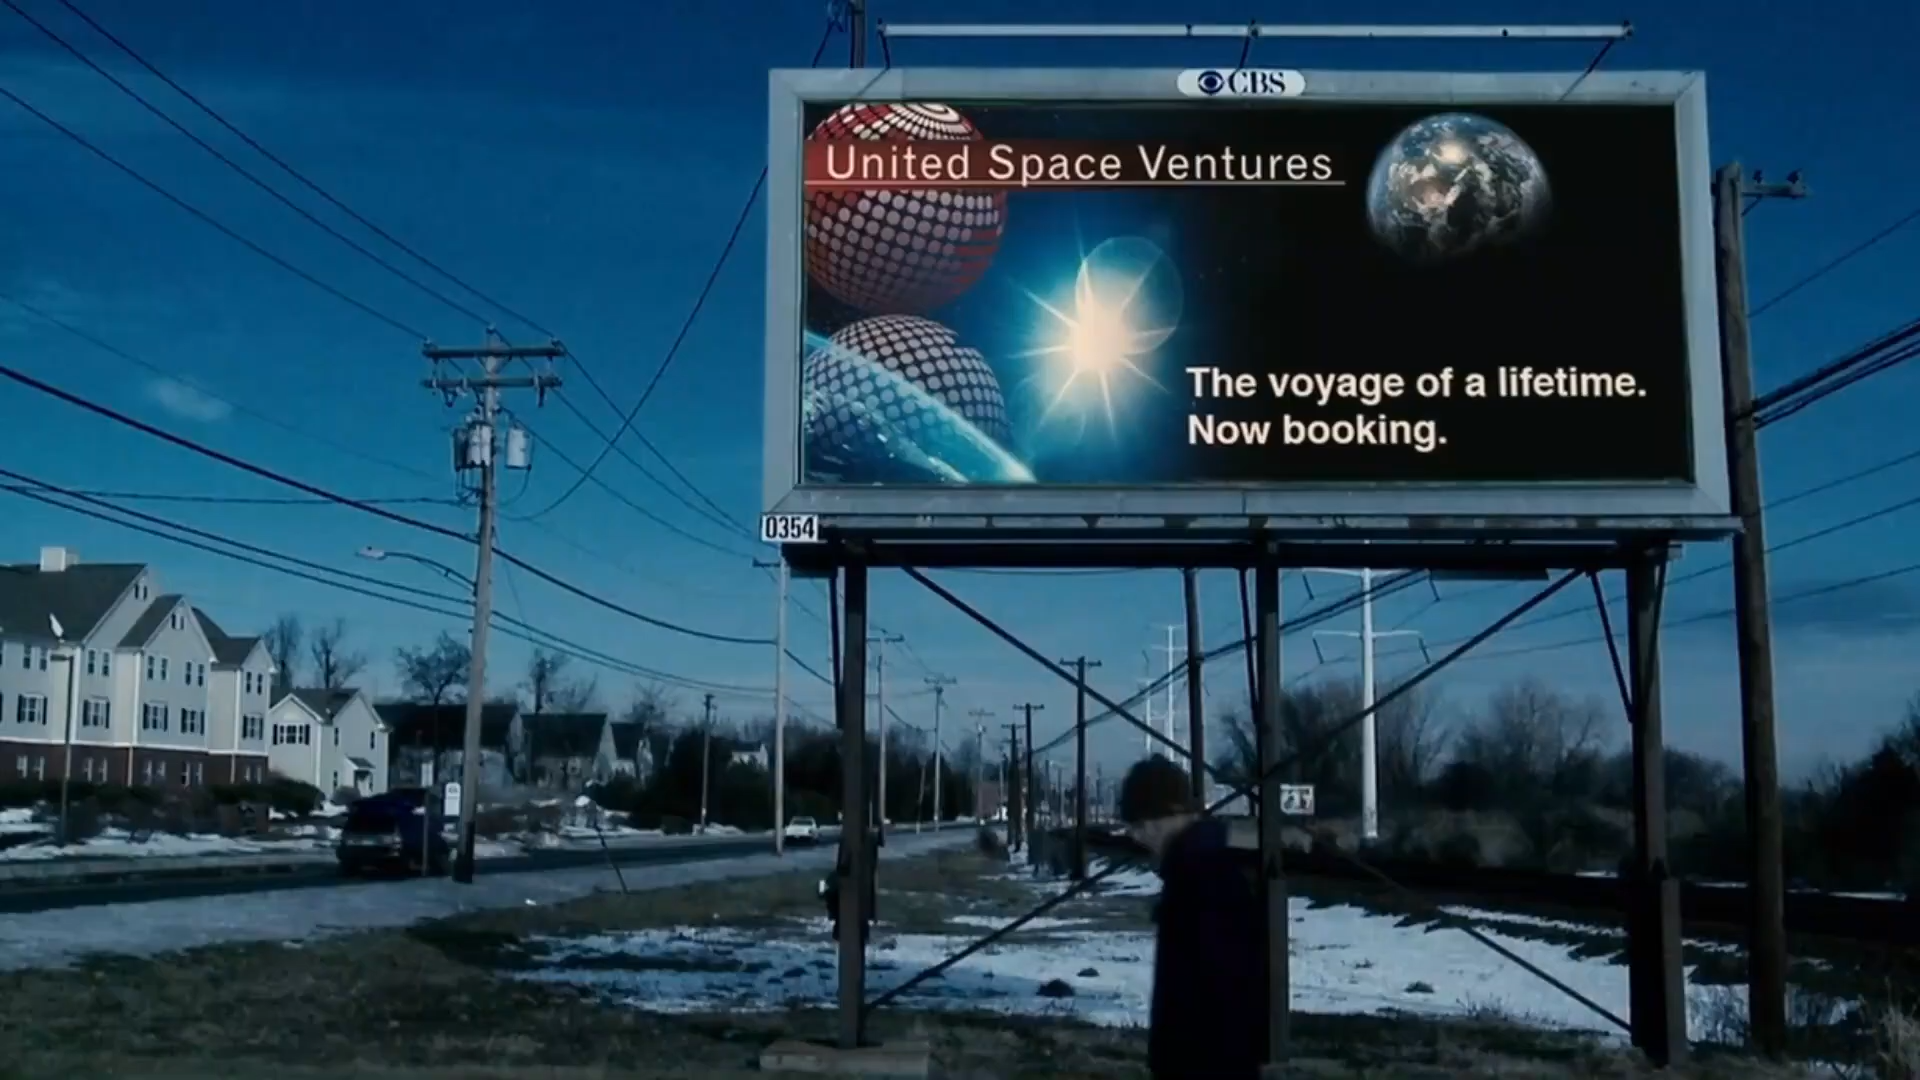 CBS
United Space Ventures
The voyage of a lifetime.
Now booking.
0354